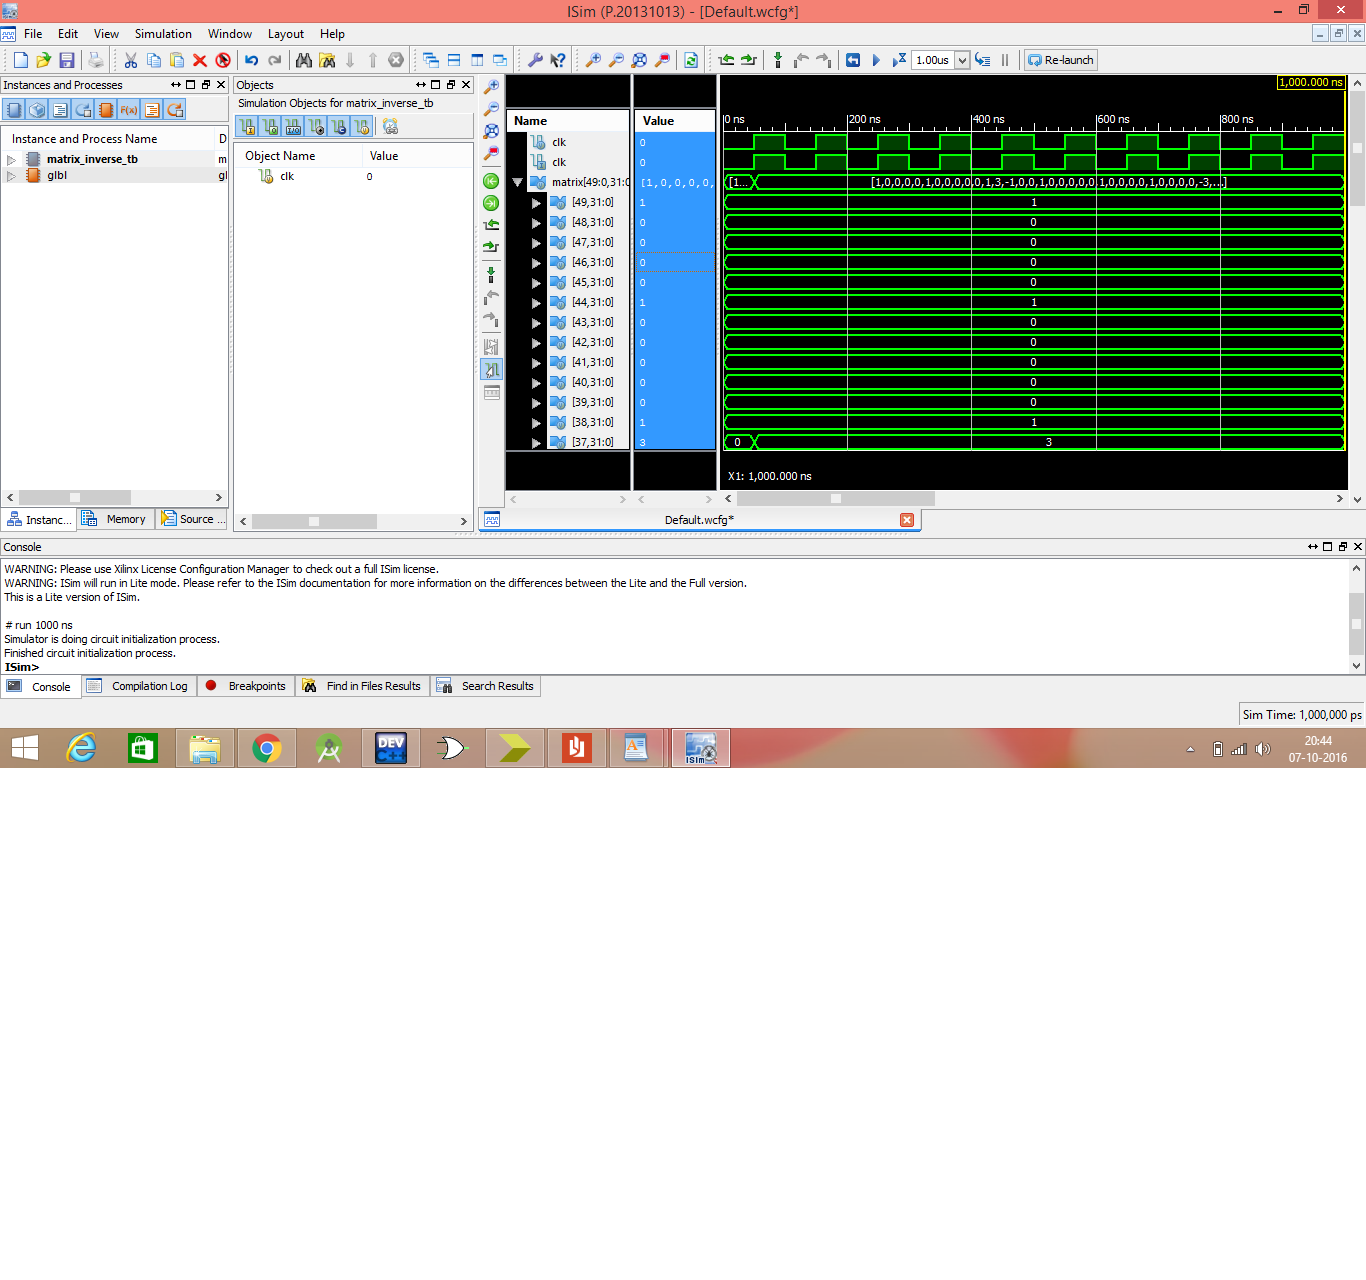 ISim (P.20131013) - [Default.wcfg*]
File Edit View Simulation Window Layout Help
1.00us Re-launch
Instances and Processes
Instance and Process Name D
matrix_inverse_tb m
glbl gl
Instanc... Memory Source ...
Objects
Simulation Objects for matrix_inverse_tb
Object Name Value
clk 0
Name Value
clk 0
clk 0
matrix[49:0,31:0 [1,0,0,0,0,
[49,31:0] 1
[48,31:0] 0
[47,31:0] 0
[46,31:0] 0
[45,31:0] 0
[44,31:0] 1
[43,31:0] 0
[42,31:0] 0
[41,31:0] 0
[40,31:0] 0
[39,31:0] 0
[38,31:0] 1
[37,31:0] 3
1,000.000 ns
0 ns 200 ns 400 ns 600 ns 800 ns
[1... [1,0,0,0,0,1,0,0,0,0,0,1,3,-1,0,0,1,0,0,0,0,0,1,0,0,0,0,1,0,0,0,0,-3,...]
1
0
0
0
0
1
0
0
0
0
0
1
0 3
X1: 1,000.000 ns
Default.wcfg*
Console
WARNING: Please use Xilinx License Configuration Manager to check out a full ISim license.
WARNING: ISim will run in Lite mode. Please refer to the ISim documentation for more information on the differences between the Lite and the Full version.
This is a Lite version of ISim.
# run 1000 ns
Simulator is doing circuit initialization process.
Finished circuit initialization process.
ISim>
Console Compilation Log Breakpoints Find in Files Results Search Results
Sim Time: 1,000,000 ps
DEV
C++
ISim
20:44
07-10-2016